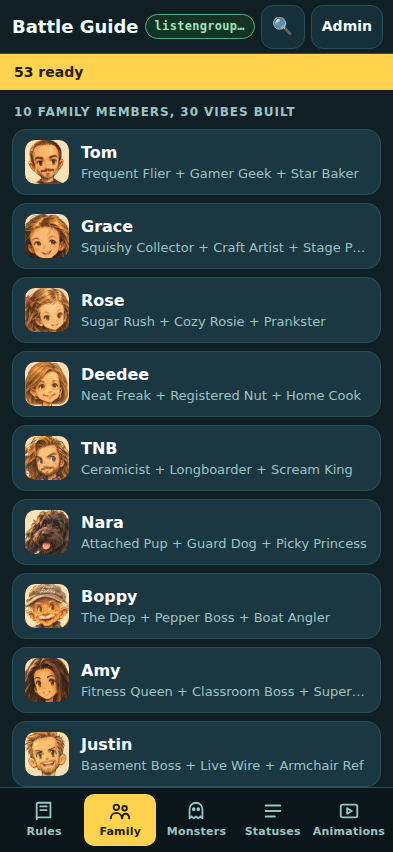 Battle Guide
listengroup…
Admin
53 ready
10 FAMILY MEMBERS, 30 VIBES BUILT
Tom
Frequent Flier + Gamer Geek + Star Baker
Grace
Squishy Collector + Craft Artist + Stage P…
Rose
Sugar Rush + Cozy Rosie + Prankster
Deedee
Neat Freak + Registered Nut + Home Cook
TNB
Ceramicist + Longboarder + Scream King
Nara
Attached Pup + Guard Dog + Picky Princess
Boppy
The Dep + Pepper Boss + Boat Angler
Amy
Fitness Queen + Classroom Boss + Super…
Justin
Basement Boss + Live Wire + Armchair Ref
Rules
Family
Monsters
Statuses
Animations